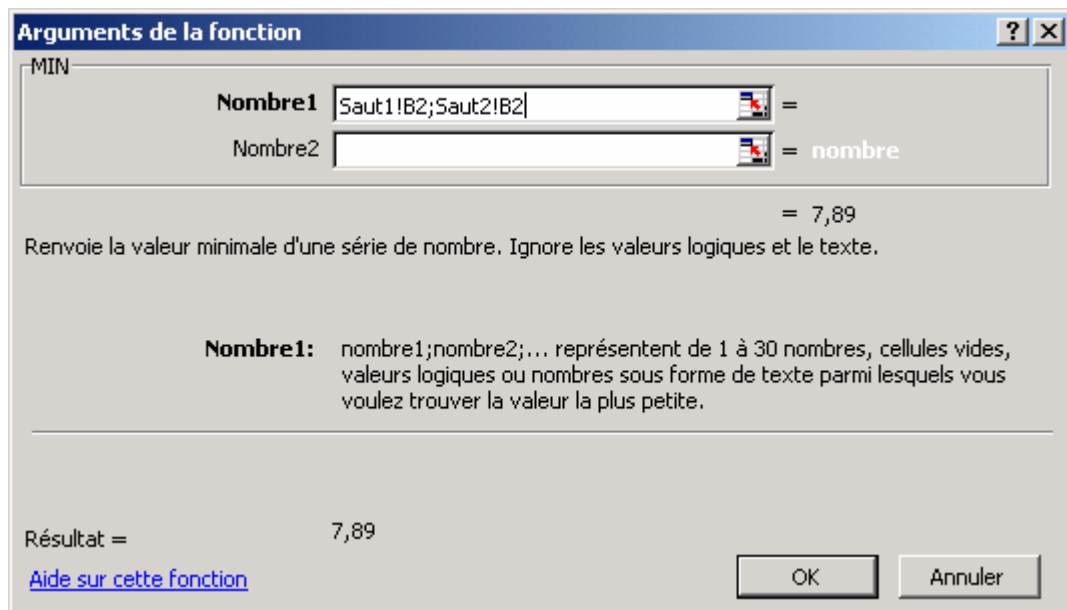 Arguments de la fonction
MIN
Nombre1 Saut1!B2;Saut2!B2 =
Nombre2 = nombre
= 7,89
Renvoie la valeur minimale d'une série de nombre. Ignore les valeurs logiques et le texte.
Nombre1: nombre1;nombre2;... représentent de 1 à 30 nombres, cellules vides,
valeurs logiques ou nombres sous forme de texte parmi lesquels vous
voulez trouver la valeur la plus petite.
Résultat = 7,89
Aide sur cette fonction OK Annuler